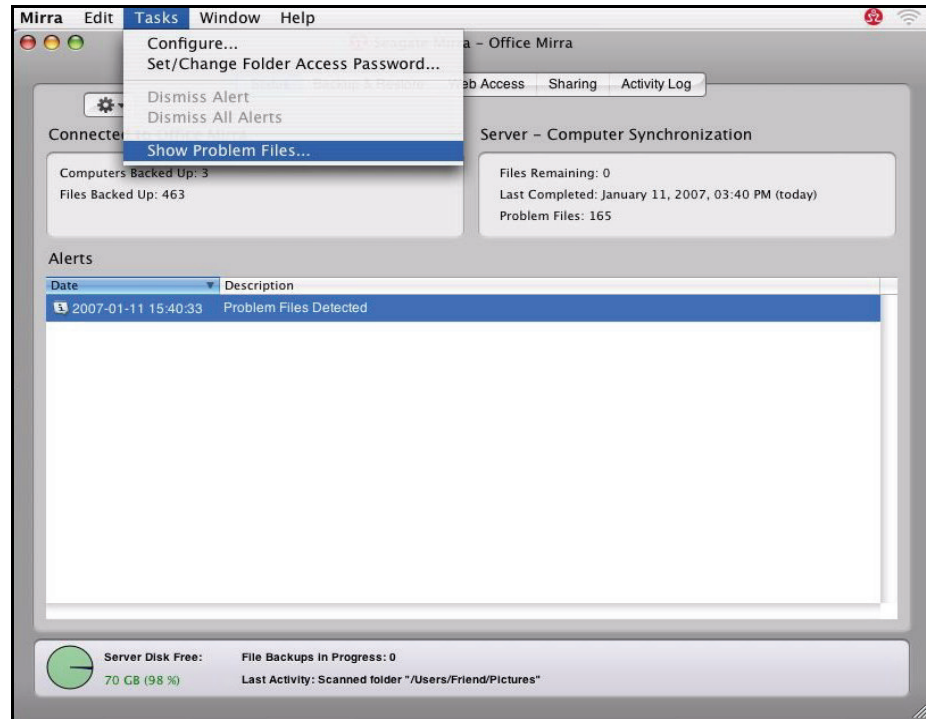 Mirra Edit Tasks Window Help
Configure...
Set/Change Folder Access Password...
Dismiss Alert
Dismiss All Alerts
Show Problem Files...
– Office Mirra
Web Access Sharing Activity Log
Connected
Server – Computer Synchronization
Computers Backed Up: 3
Files Backed Up: 463
Files Remaining: 0
Last Completed: January 11, 2007, 03:40 PM (today)
Problem Files: 165
Alerts
Date Description
2007-01-11 15:40:33 Problem Files Detected
Server Disk Free: File Backups in Progress: 0
70 GB (98 %) Last Activity: Scanned folder "/Users/Friend/Pictures"